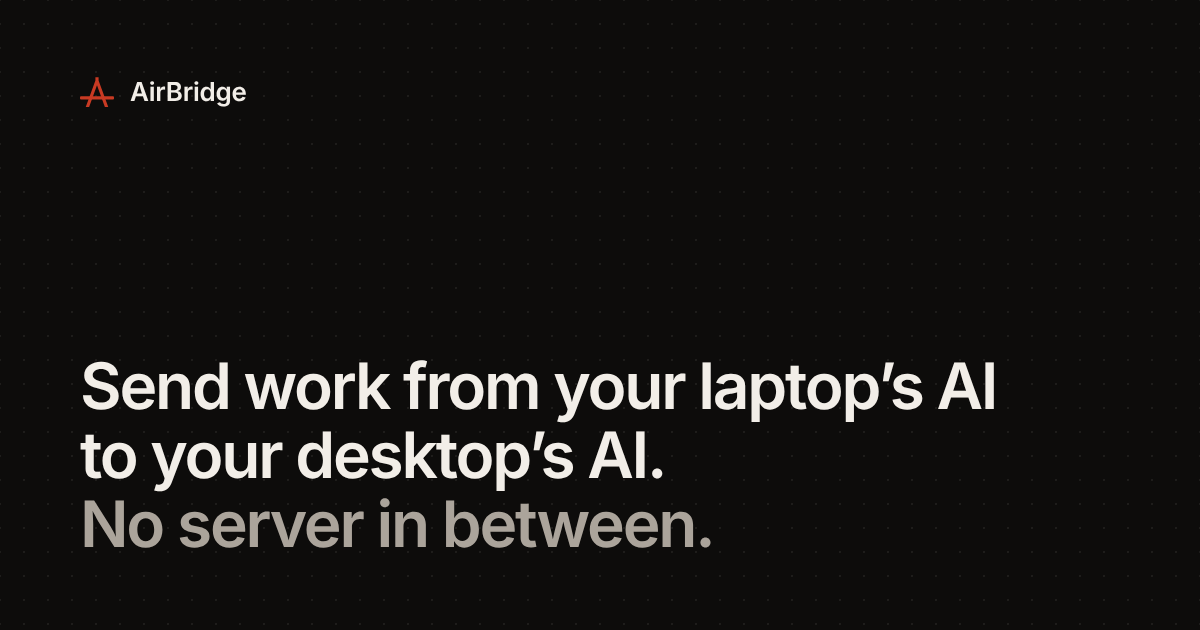 AirBridge
Send work from your laptop’s AI
to your desktop’s AI.
No server in between.